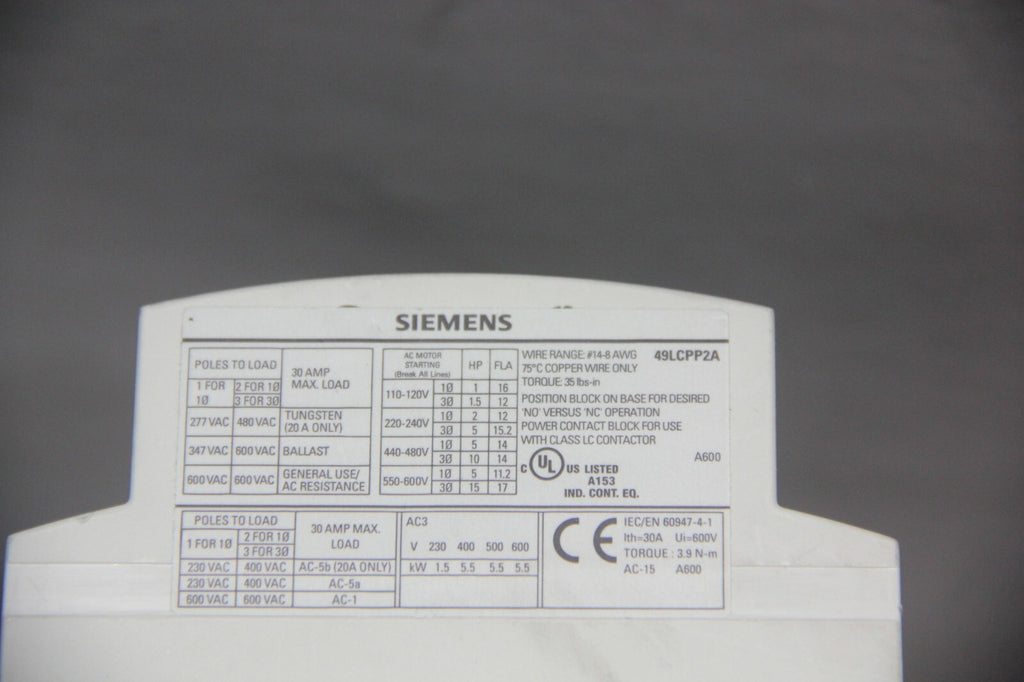 SIEMENS
POLES TO LOAD
30 AMP
MAX. LOAD
1 FOR
1Ø
2 FOR 1Ø
3 FOR 3Ø
277 VAC 480 VAC TUNGSTEN
(20 A ONLY)
347 VAC 600 VAC BALLAST
600 VAC 600 VAC GENERAL USE/
AC RESISTANCE
AC MOTOR
STARTING
(Break All Lines)
HP FLA
110-120V 1Ø 1 16
3Ø 1.5 12
220-240V 1Ø 2 12
3Ø 5 15.2
440-480V 1Ø 5 14
3Ø 10 14
550-600V 1Ø 5 11.2
3Ø 15 17
WIRE RANGE: #14-8 AWG 49LCPP2A
75°C COPPER WIRE ONLY
TORQUE: 35 lbs-in
POSITION BLOCK ON BASE FOR DESIRED
'NO' VERSUS 'NC' OPERATION
POWER CONTACT BLOCK FOR USE
WITH CLASS LC CONTACTOR
A600
C UL US LISTED
A153
IND. CONT. EQ.
POLES TO LOAD
30 AMP MAX.
LOAD
1 FOR 1Ø
2 FOR 1Ø
3 FOR 3Ø
230 VAC 400 VAC AC-5b (20A ONLY)
230 VAC 400 VAC AC-5a
600 VAC 600 VAC AC-1
AC3
V 230 400 500 600
kW 1.5 5.5 5.5 5.5
CE
IEC/EN 60947-4-1
Ith=30A Ui=600V
TORQUE : 3.9 N-m
AC-15 A600